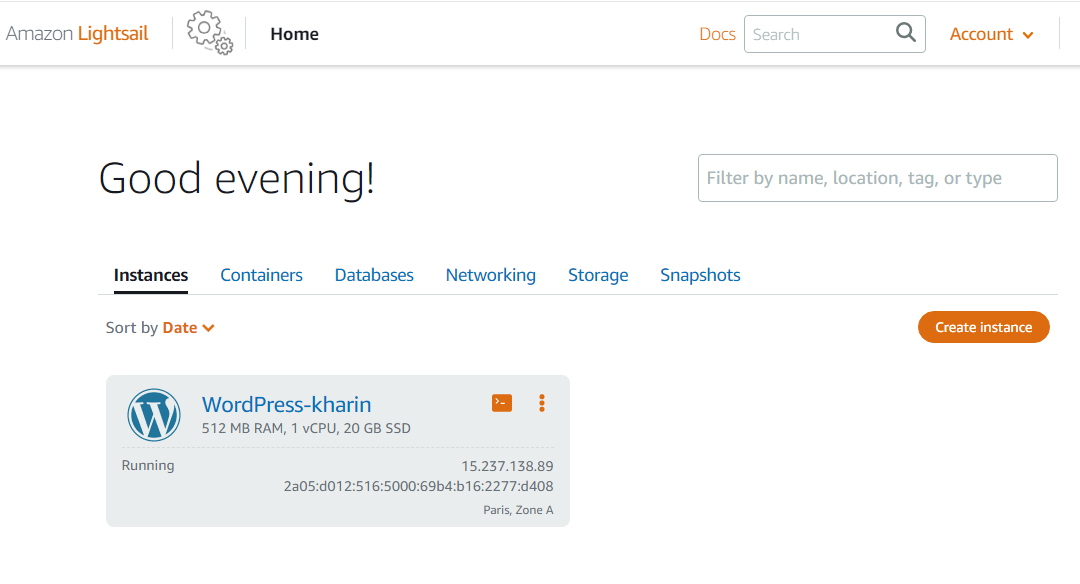 Amazon Lightsail Home Docs Search Account
Good evening!
Filter by name, location, tag, or type
Instances Containers Databases Networking Storage Snapshots
Sort by Date
Create instance
WordPress-kharin
512 MB RAM, 1 vCPU, 20 GB SSD
Running 15.237.138.89
2a05:d012:516:5000:69b4:b16:2277:d408
Paris, Zone A